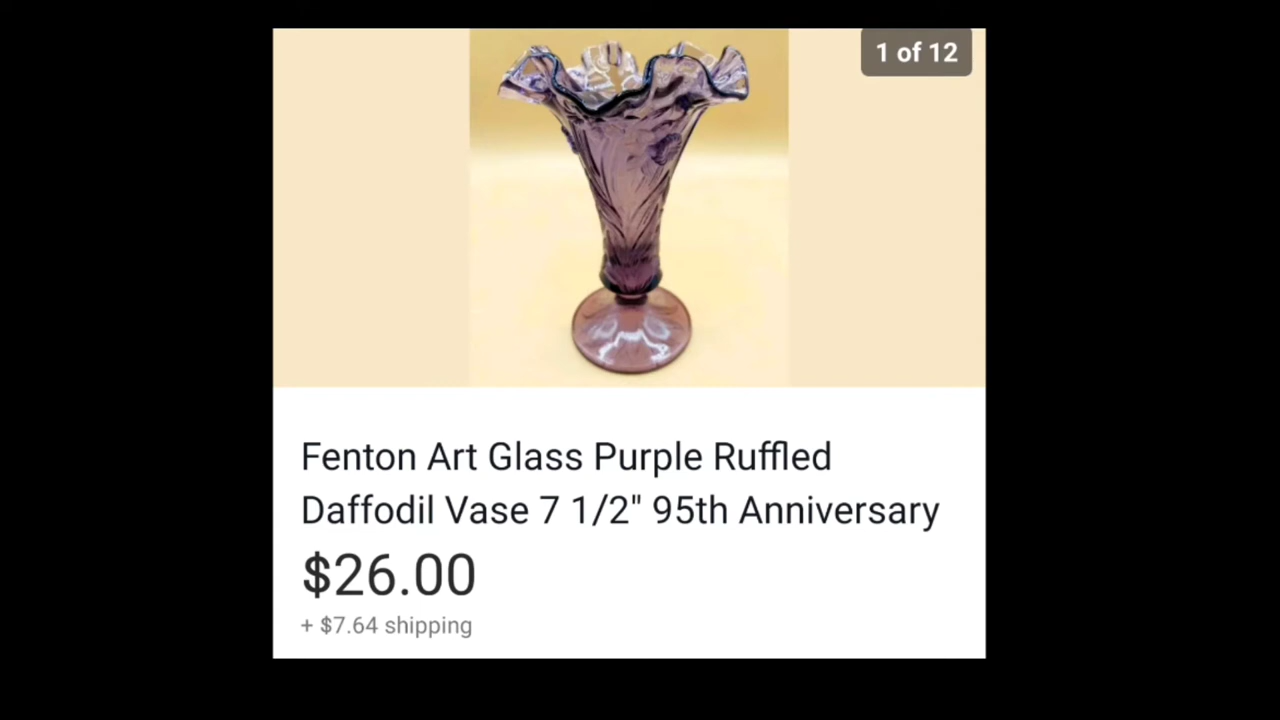 1 of 12
Fenton Art Glass Purple Ruffled
Daffodil Vase 7 1/2" 95th Anniversary
$26.00
+ $7.64 shipping